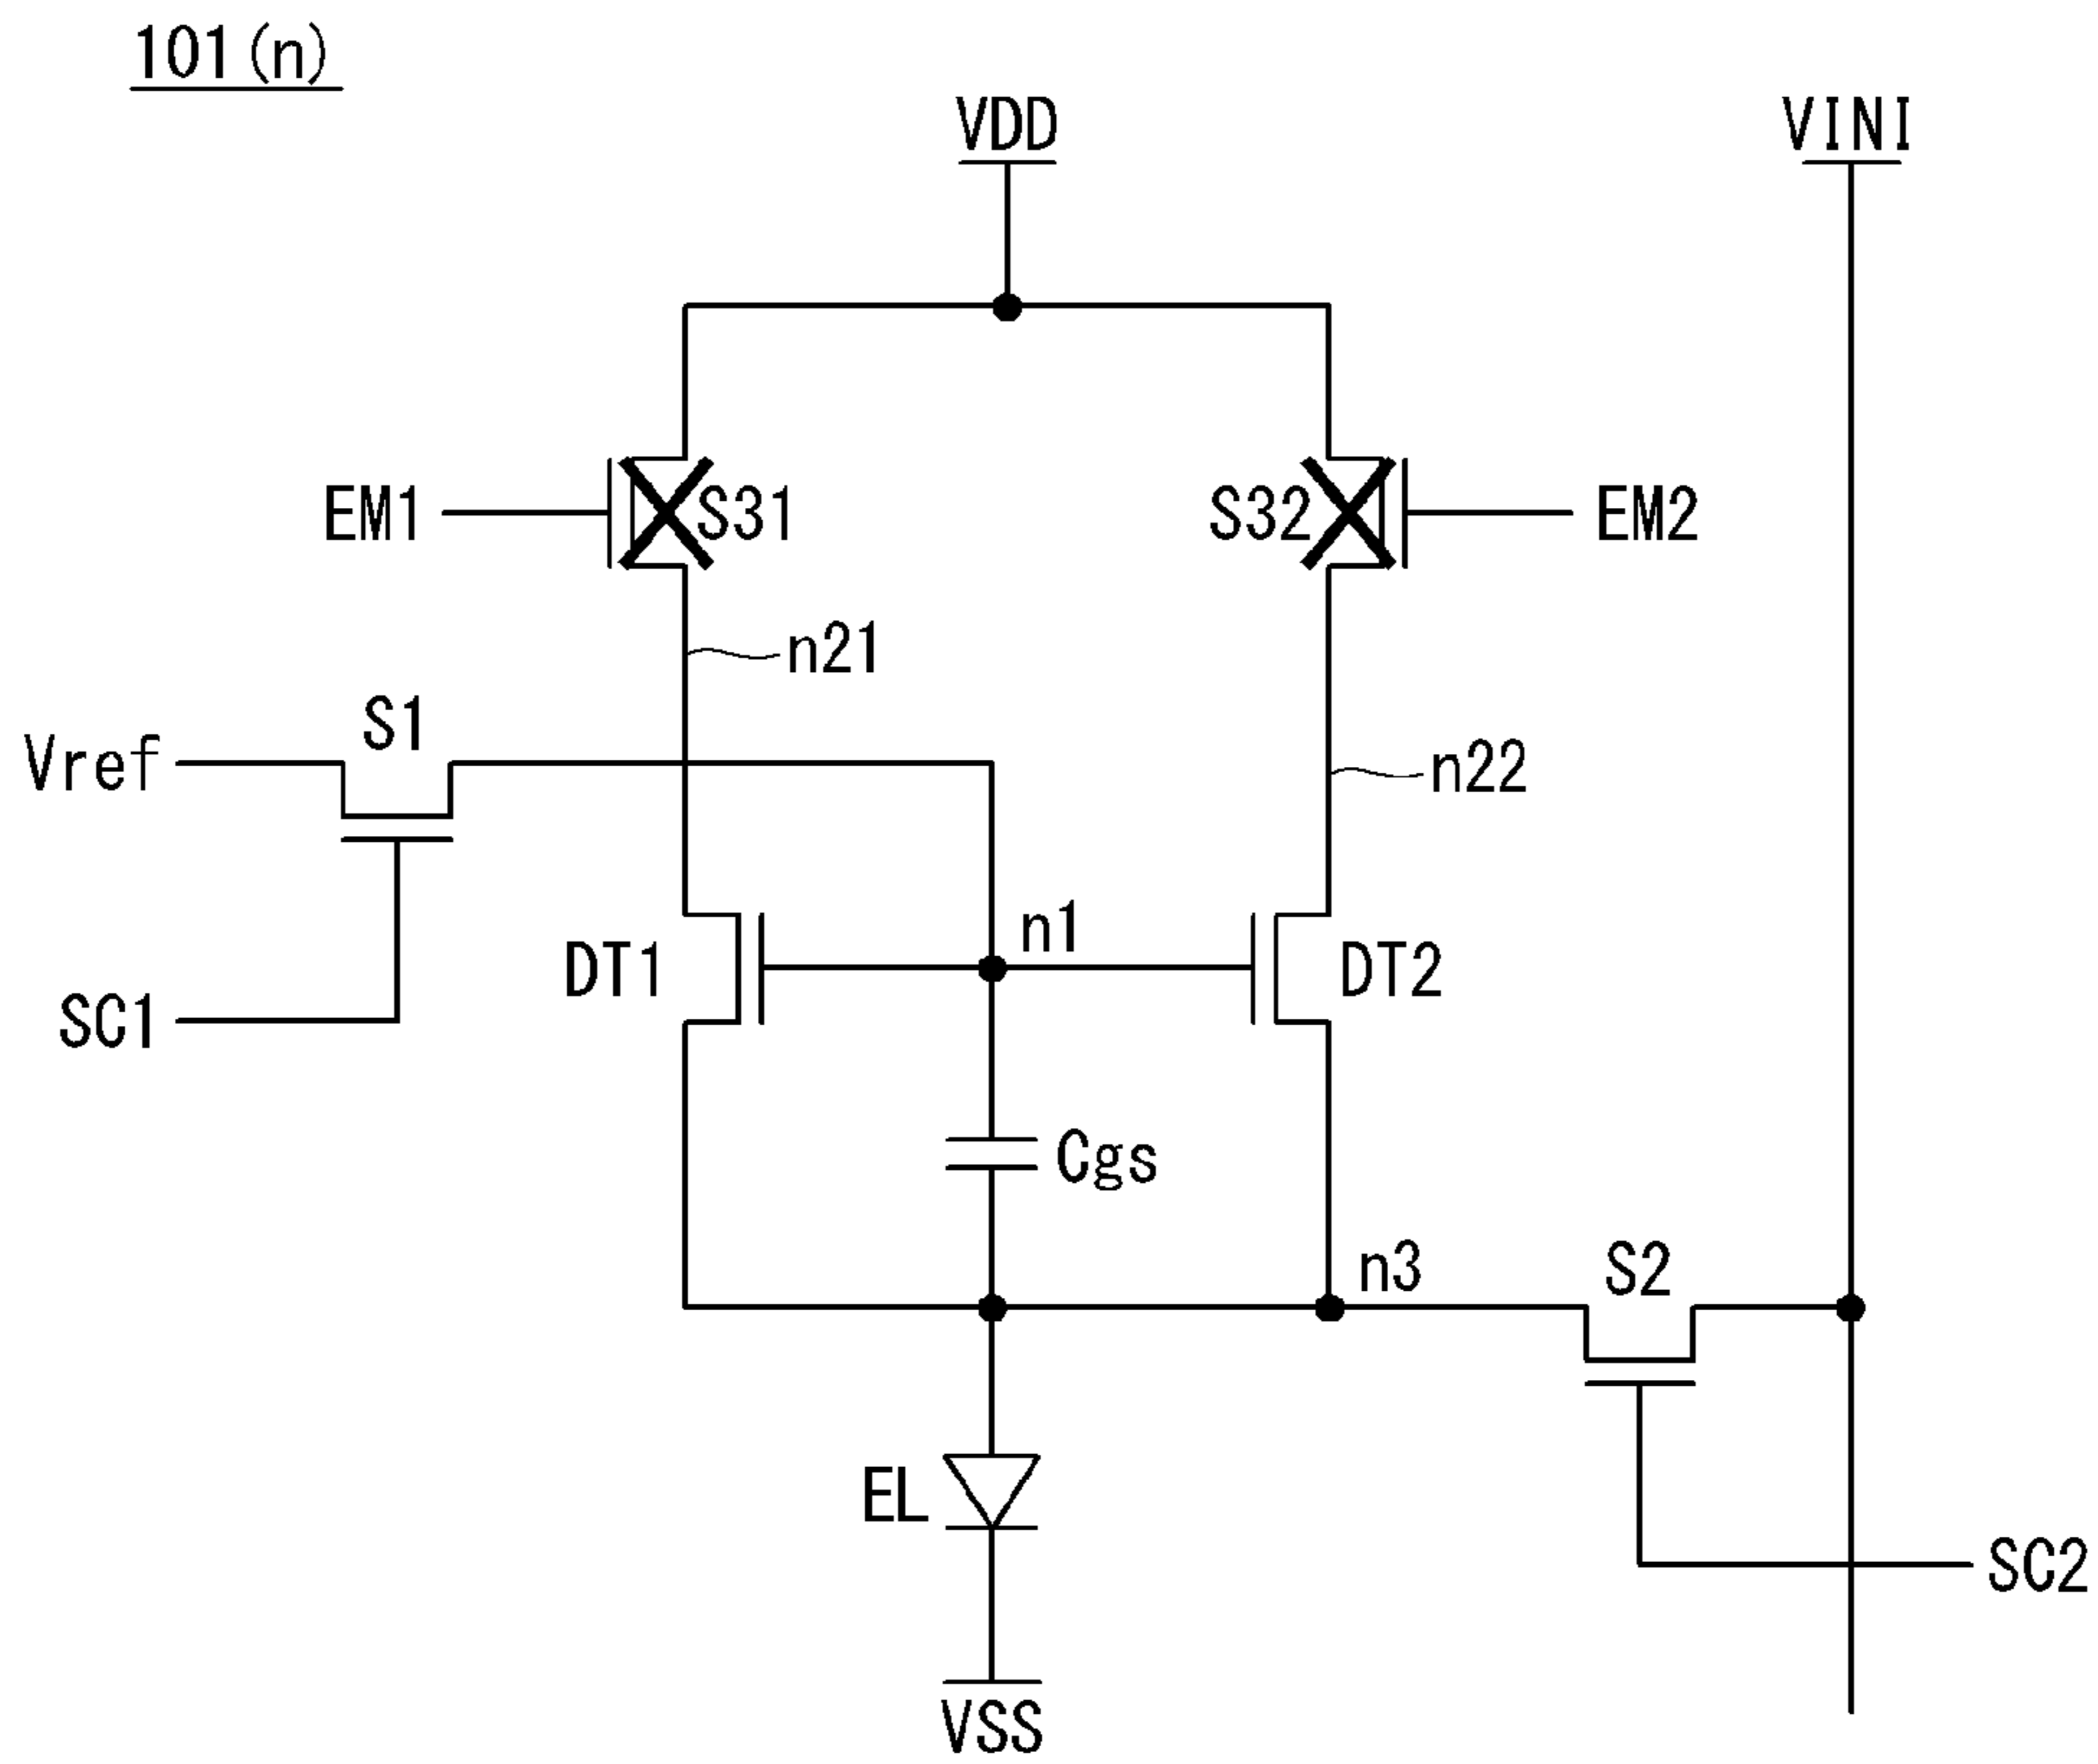 101(n)
VDD
VINI
EM1
S31
S32
EM2
n21
S1
Vref
n22
n1
DT1
DT2
SC1
Cgs
n3
S2
EL
SC2
VSS